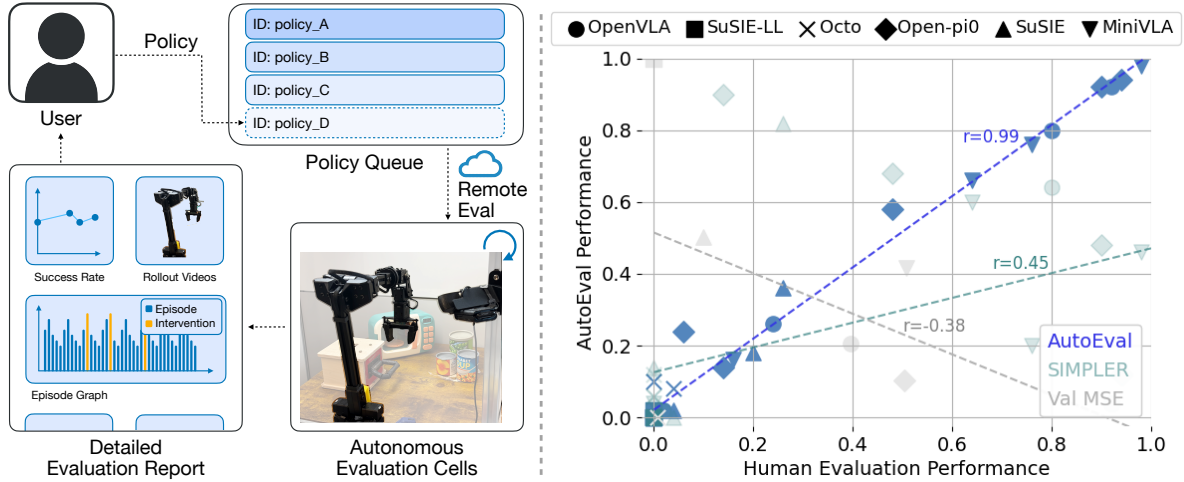 User
Policy
ID: policy_A
ID: policy_B
ID: policy_C
ID: policy_D
Policy Queue
Remote
Eval
Success Rate
Rollout Videos
Episode
Intervention
Episode Graph
Detailed
Evaluation Report
Autonomous
Evaluation Cells
OpenVLA
SuSIE-LL
Octo
Open-pi0
SuSIE
MiniVLA
AutoEval Performance
1.0
0.8
0.6
0.4
0.2
0.0
r=0.99
r=0.45
r=-0.38
AutoEval
SIMPLER
Val MSE
0.0
0.2
0.4
0.6
0.8
1.0
Human Evaluation Performance